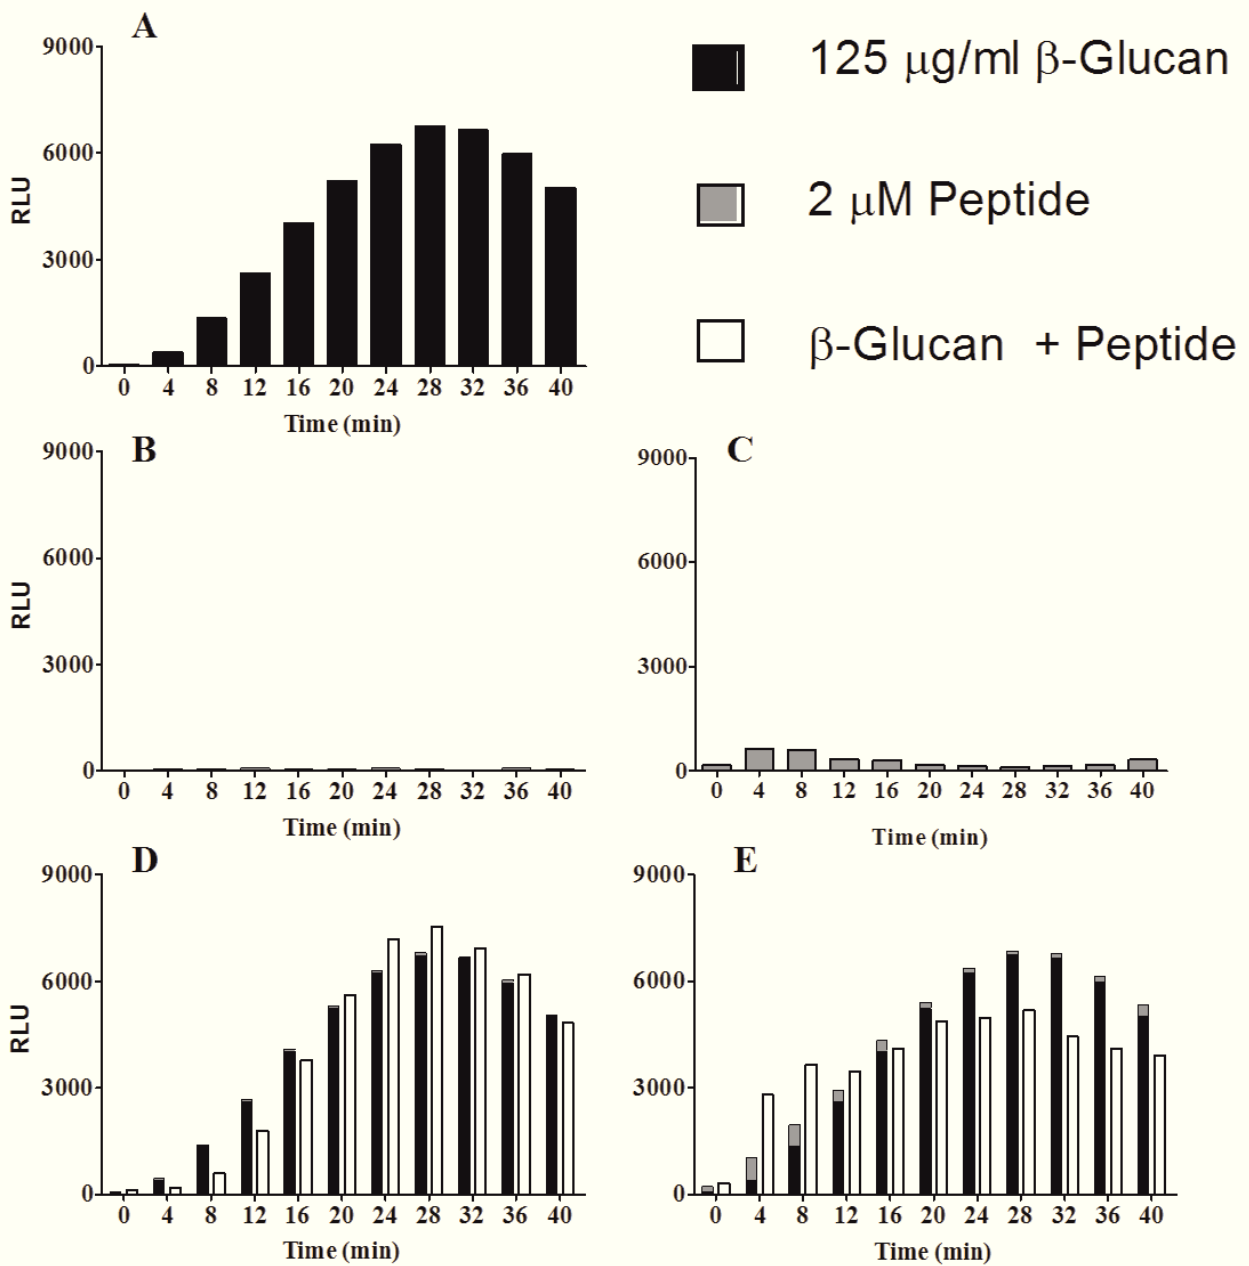 A
9000
6000
3000
0
RLU
0 4 8 12 16 20 24 28 32 36 40
Time (min)
125 μg/ml β-Glucan
2 μM Peptide
β-Glucan + Peptide
B
9000
6000
3000
0
RLU
0 4 8 12 16 20 24 28 32 36 40
Time (min)
C
9000
6000
3000
0
0 4 8 12 16 20 24 28 32 36 40
Time (min)
D
9000
6000
3000
0
RLU
0 4 8 12 16 20 24 28 32 36 40
Time (min)
E
9000
6000
3000
0
0 4 8 12 16 20 24 28 32 36 40
Time (min)